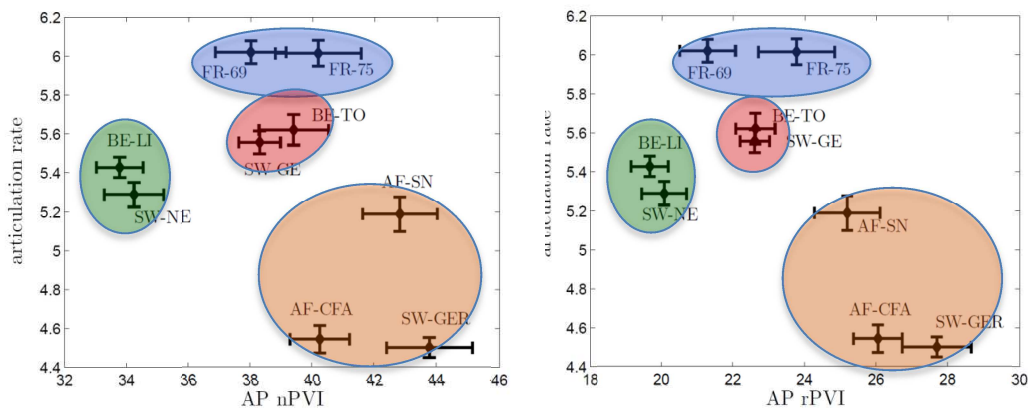 6.2
FR-69
FR-75
6
5.8
BE-TO
5.6
SW-GE
BE-LI
5.4
SW-NE
AF-SN
5.2
5
4.8
AF-CFA
SW-GER
4.6
4.4
32 34 36 38 40 42 44 46
AP nPVI
articulation rate
6.2
FR-69
FR-75
6
5.8
BE-TO
5.6
SW-GE
BE-LI
5.4
SW-NE
5.2
AF-SN
5
4.8
AF-CFA
SW-GER
4.6
4.4
18 20 22 24 26 28 30
AP rPVI
articulation rate